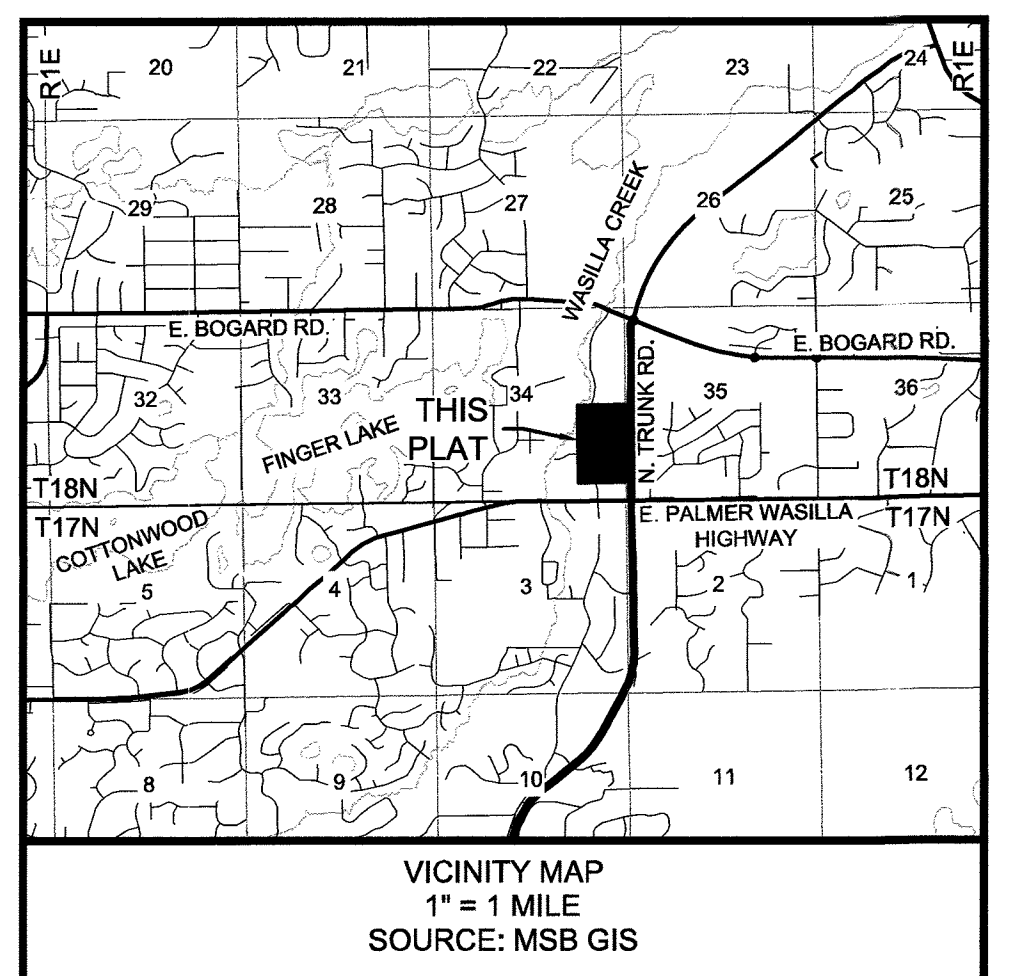 R1E
20
21
22
23
24
R1E
29
28
27
WASILLA CREEK
26
25
E. BOGARD RD.
E. BOGARD RD.
32
33
FINGER LAKE
THIS
PLAT
34
N. TRUNK RD.
35
36
T18N
T18N
T17N
E. PALMER WASILLA
HIGHWAY
T17N
COTTONWOOD
LAKE
5
4
3
2
1
8
9
10
11
12
VICINITY MAP
1" = 1 MILE
SOURCE: MSB GIS